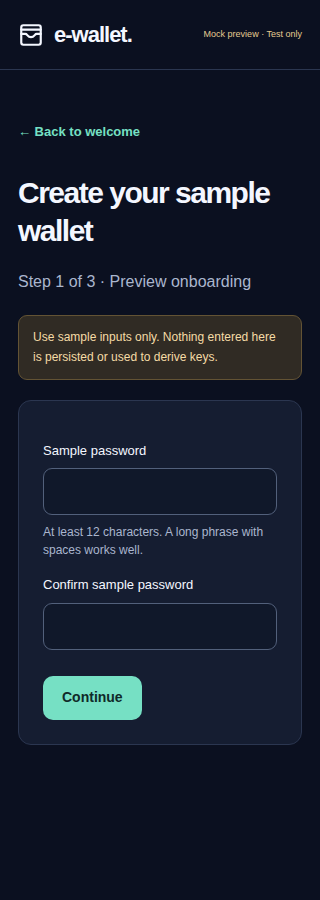 e-wallet.
Mock preview · Test only
← Back to welcome
Create your sample
wallet
Step 1 of 3 · Preview onboarding
Use sample inputs only. Nothing entered here
is persisted or used to derive keys.
Sample password
At least 12 characters. A long phrase with
spaces works well.
Confirm sample password
Continue